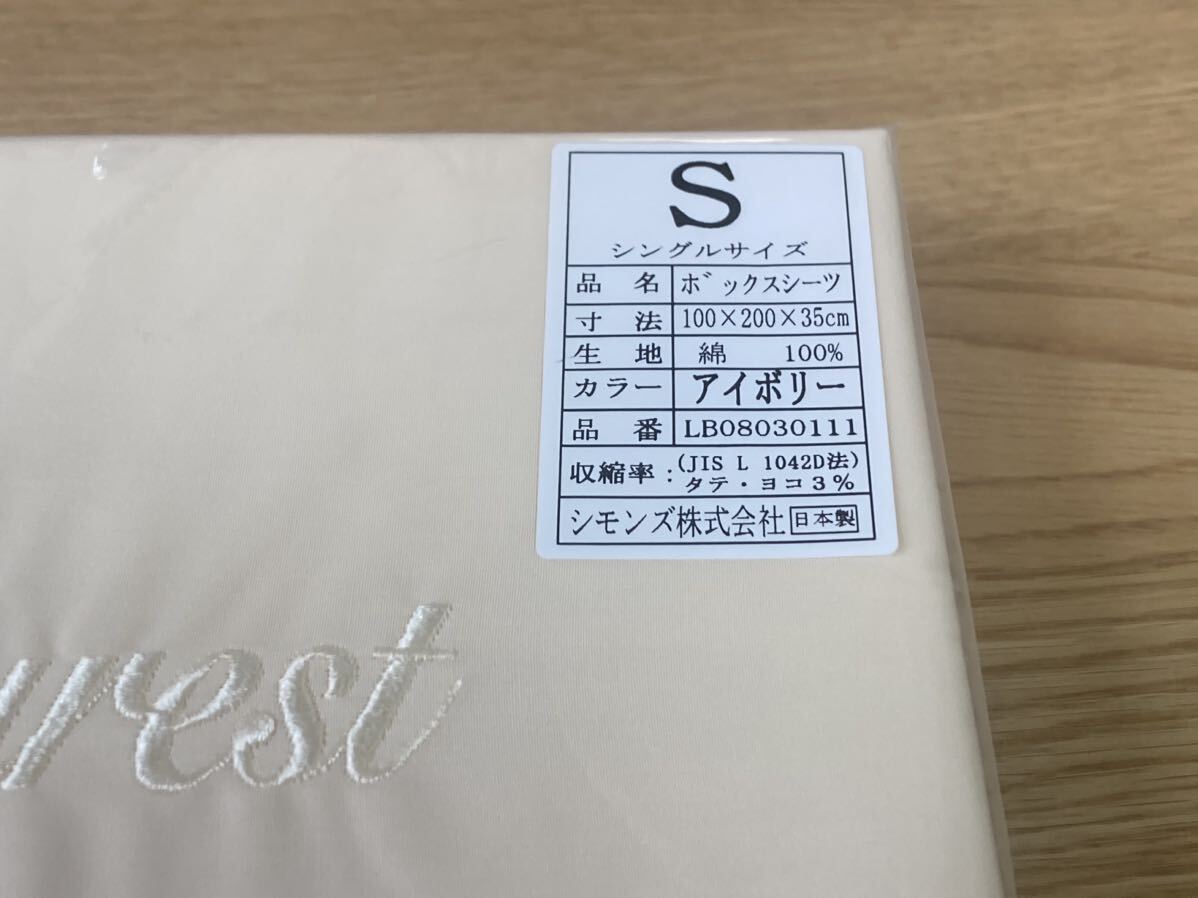 S
シングルサイズ
品 名 ボックスシーツ
寸 法 100×200×35cm
生 地 綿 100%
カラー アイボリー
品 番 LB08030111
収縮率:(JIS L 1042D法)
タテ・ヨコ3%
シモンズ株式会社 日本製
rest